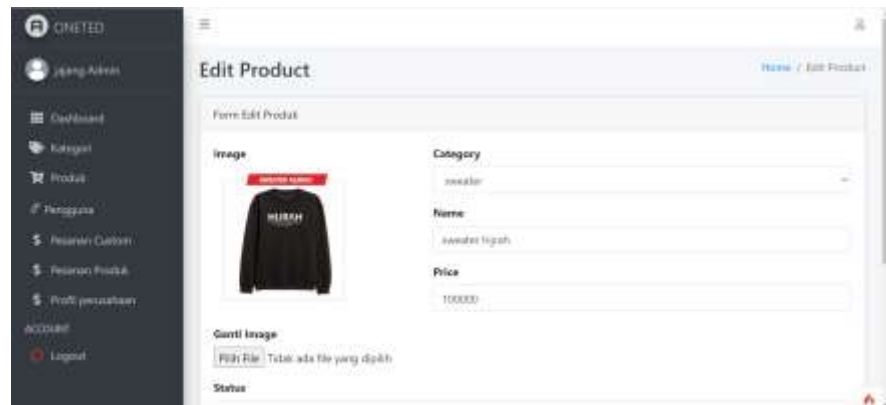 ONETED
jajang Admin
Edit Product
Home / Edit Product
Form Edit Produk
Dashboard
Kategori
Produk
Pengguna
Pesanan Custom
Pesanan Produk
Profil perusahaan
ACCOUNT
Logout
Image
HIJRAH
Category
sweater
Name
sweater hijrah
Price
100000
Ganti Image
Pilih File Tidak ada file yang dipilih
Status